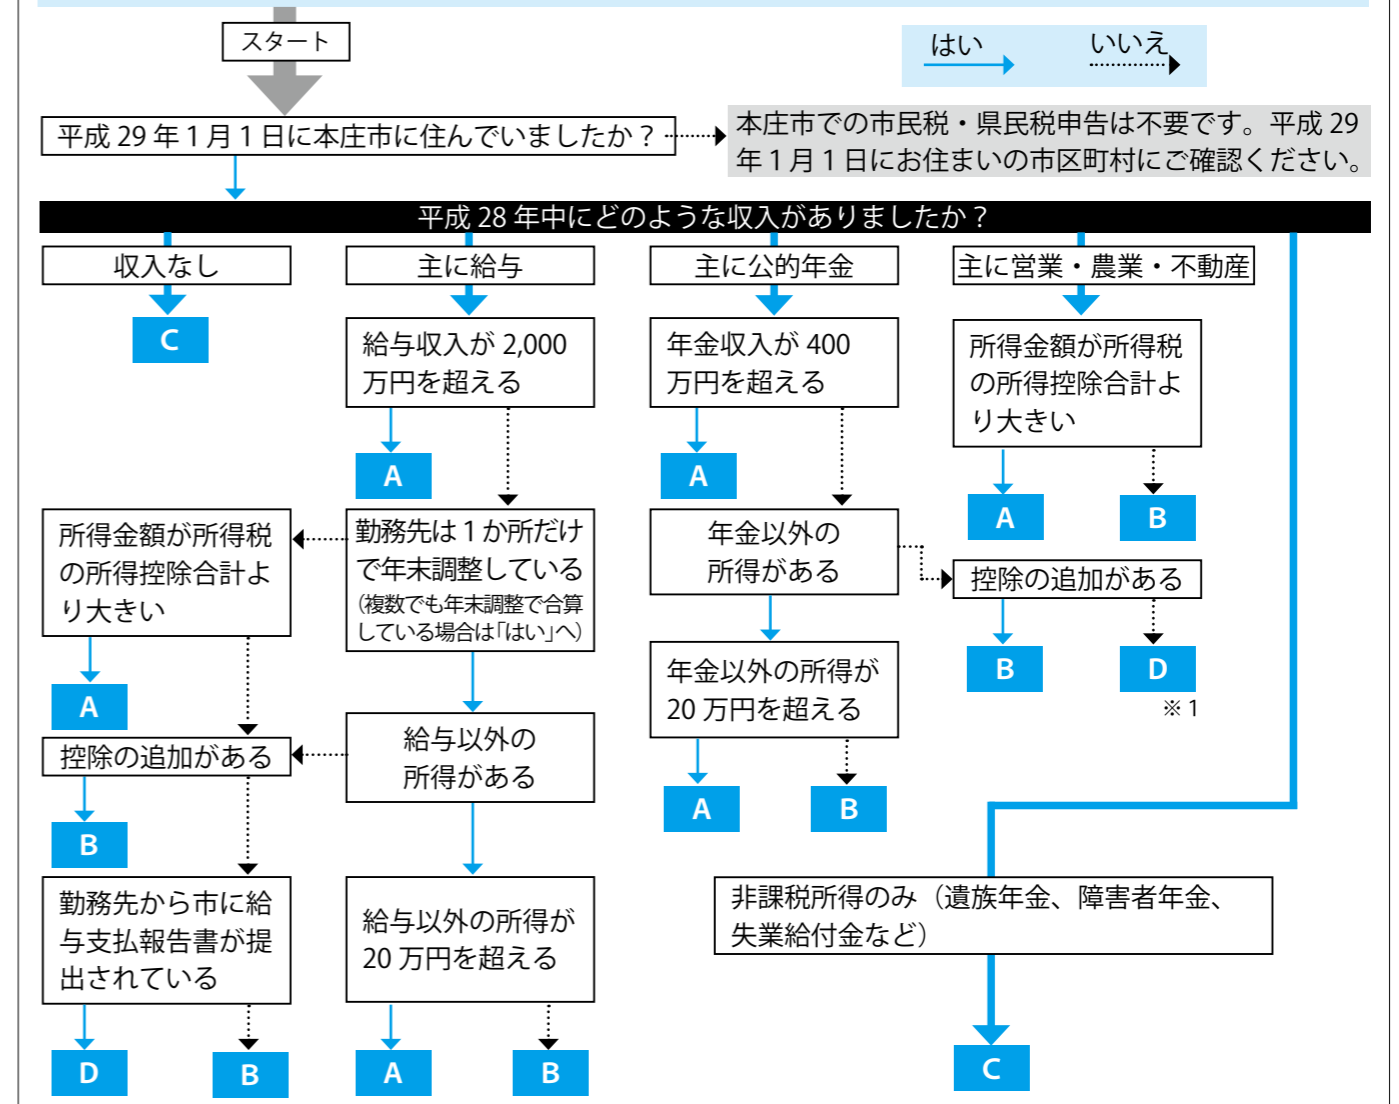 スタート
はい
いいえ
平成 29 年 1 月 1 日に本庄市に住んでいましたか？
本庄市での市民税・県民税申告は不要です。平成 29
年 1 月 1 日にお住まいの市区町村にご確認ください。
平成 28 年中にどのような収入がありましたか？
収入なし
C
主に給与
給与収入が 2,000
万円を超える
A
勤務先は 1 か所だけ
で年末調整している
（複数でも年末調整で合算
している場合は「はい」へ）
所得金額が所得税
の所得控除合計よ
り大きい
A
控除の追加がある
B
勤務先から市に給
与支払報告書が提
出されている
D
B
給与以外の
所得がある
給与以外の所得が
20 万円を超える
A
B
主に公的年金
年金収入が 400
万円を超える
A
年金以外の
所得がある
年金以外の所得が
20 万円を超える
A
B
主に営業・農業・不動産
所得金額が所得税
の所得控除合計よ
り大きい
A
B
控除の追加がある
B
D
※ 1
非課税所得のみ（遺族年金、障害者年金、
失業給付金など）
C